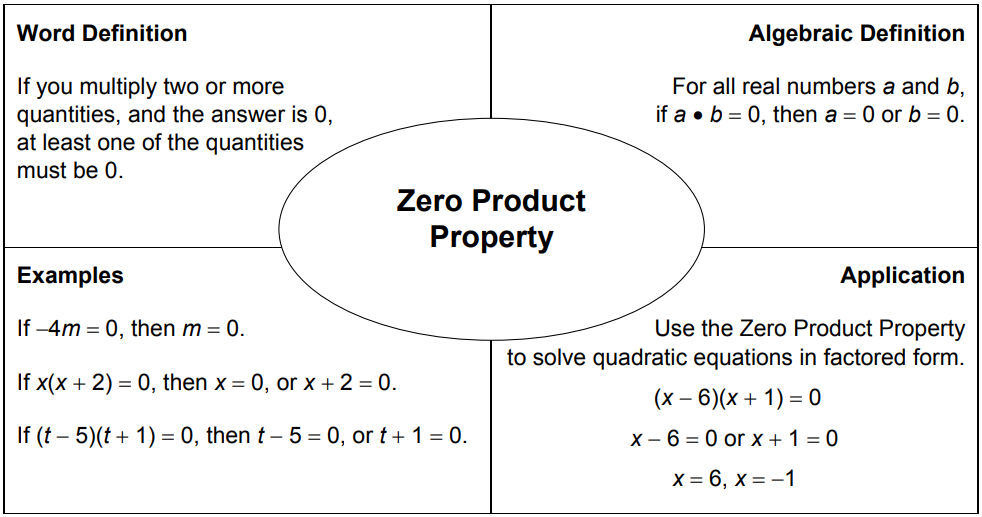 Word Definition
If you multiply two or more
quantities, and the answer is 0,
at least one of the quantities
must be 0.
Algebraic Definition
For all real numbers a and b,
if a • b = 0, then a = 0 or b = 0.
Zero Product
Property
Examples
If –4m = 0, then m = 0.
If x(x + 2) = 0, then x = 0, or x + 2 = 0.
If (t – 5)(t + 1) = 0, then t – 5 = 0, or t + 1 = 0.
Application
Use the Zero Product Property
to solve quadratic equations in factored form.
(x – 6)(x + 1) = 0
x – 6 = 0 or x + 1 = 0
x = 6, x = –1